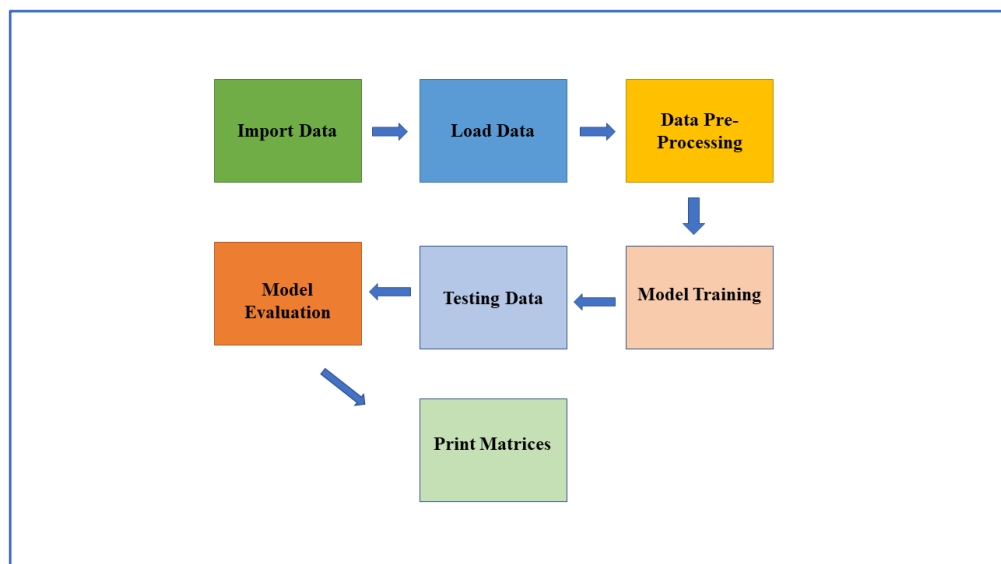 Import Data
Load Data
Data Pre-
Processing
Model Training
Testing Data
Model
Evaluation
Print Matrices